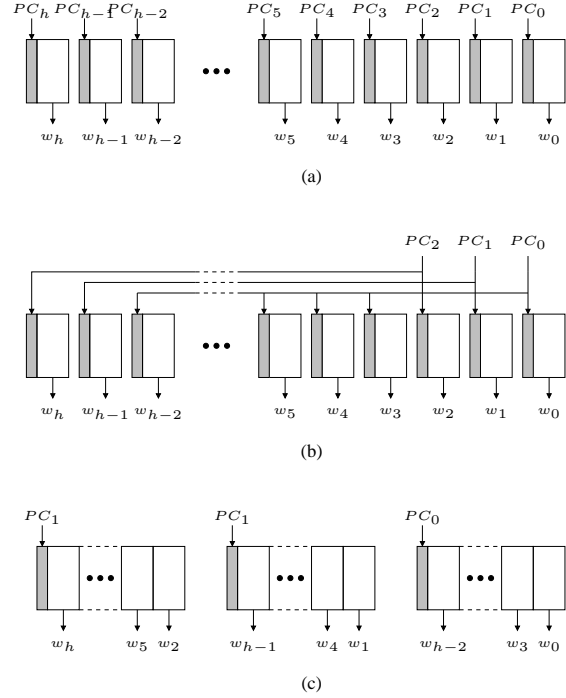 PC_h PC_{h-1} PC_{h-2} PC_5 PC_4 PC_3 PC_2 PC_1 PC_0
w_h w_{h-1} w_{h-2} w_5 w_4 w_3 w_2 w_1 w_0
(a)
PC_2 PC_1 PC_0
w_h w_{h-1} w_{h-2} w_5 w_4 w_3 w_2 w_1 w_0
(b)
PC_1 PC_1 PC_0
w_h w_5 w_2 w_{h-1} w_4 w_1 w_{h-2} w_3 w_0
(c)